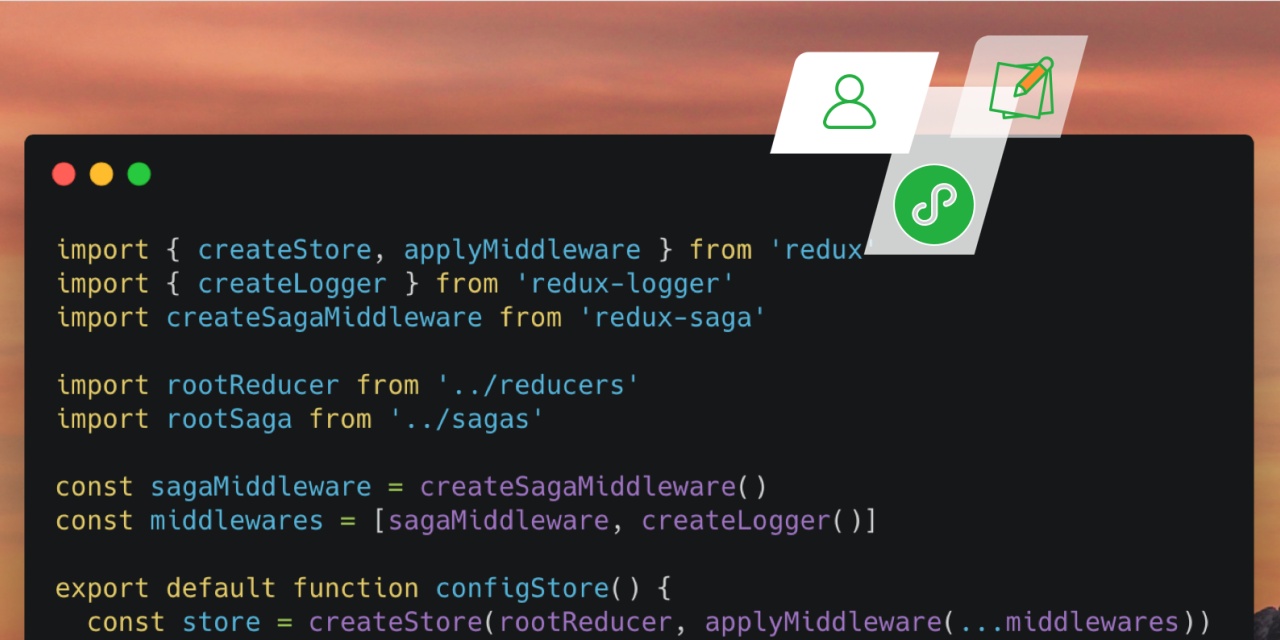 import { createStore, applyMiddleware } from 'redux'
import { createLogger } from 'redux-logger'
import createSagaMiddleware from 'redux-saga'
import rootReducer from '../reducers'
import rootSaga from '../sagas'
const sagaMiddleware = createSagaMiddleware()
const middlewares = [sagaMiddleware, createLogger()]
export default function configStore() {
const store = createStore(rootReducer, applyMiddleware(...middlewares))